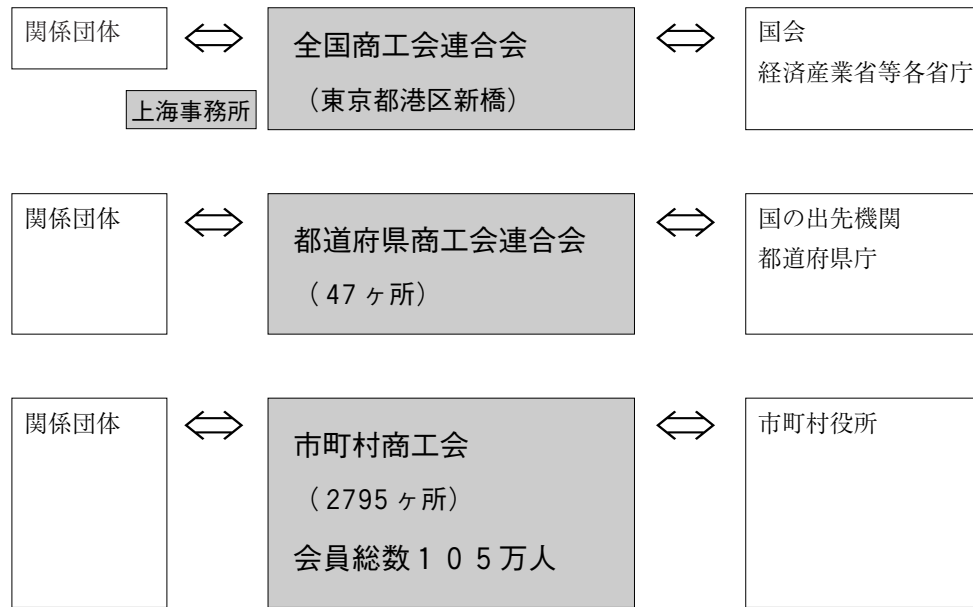 関係団体
全国商工会連合会
（東京都港区新橋）
国会
経済産業省等各省庁
上海事務所
関係団体
都道府県商工会連合会
（47ヶ所）
国の出先機関
都道府県庁
関係団体
市町村商工会
（2795ヶ所）
会員総数１０５万人
市町村役所